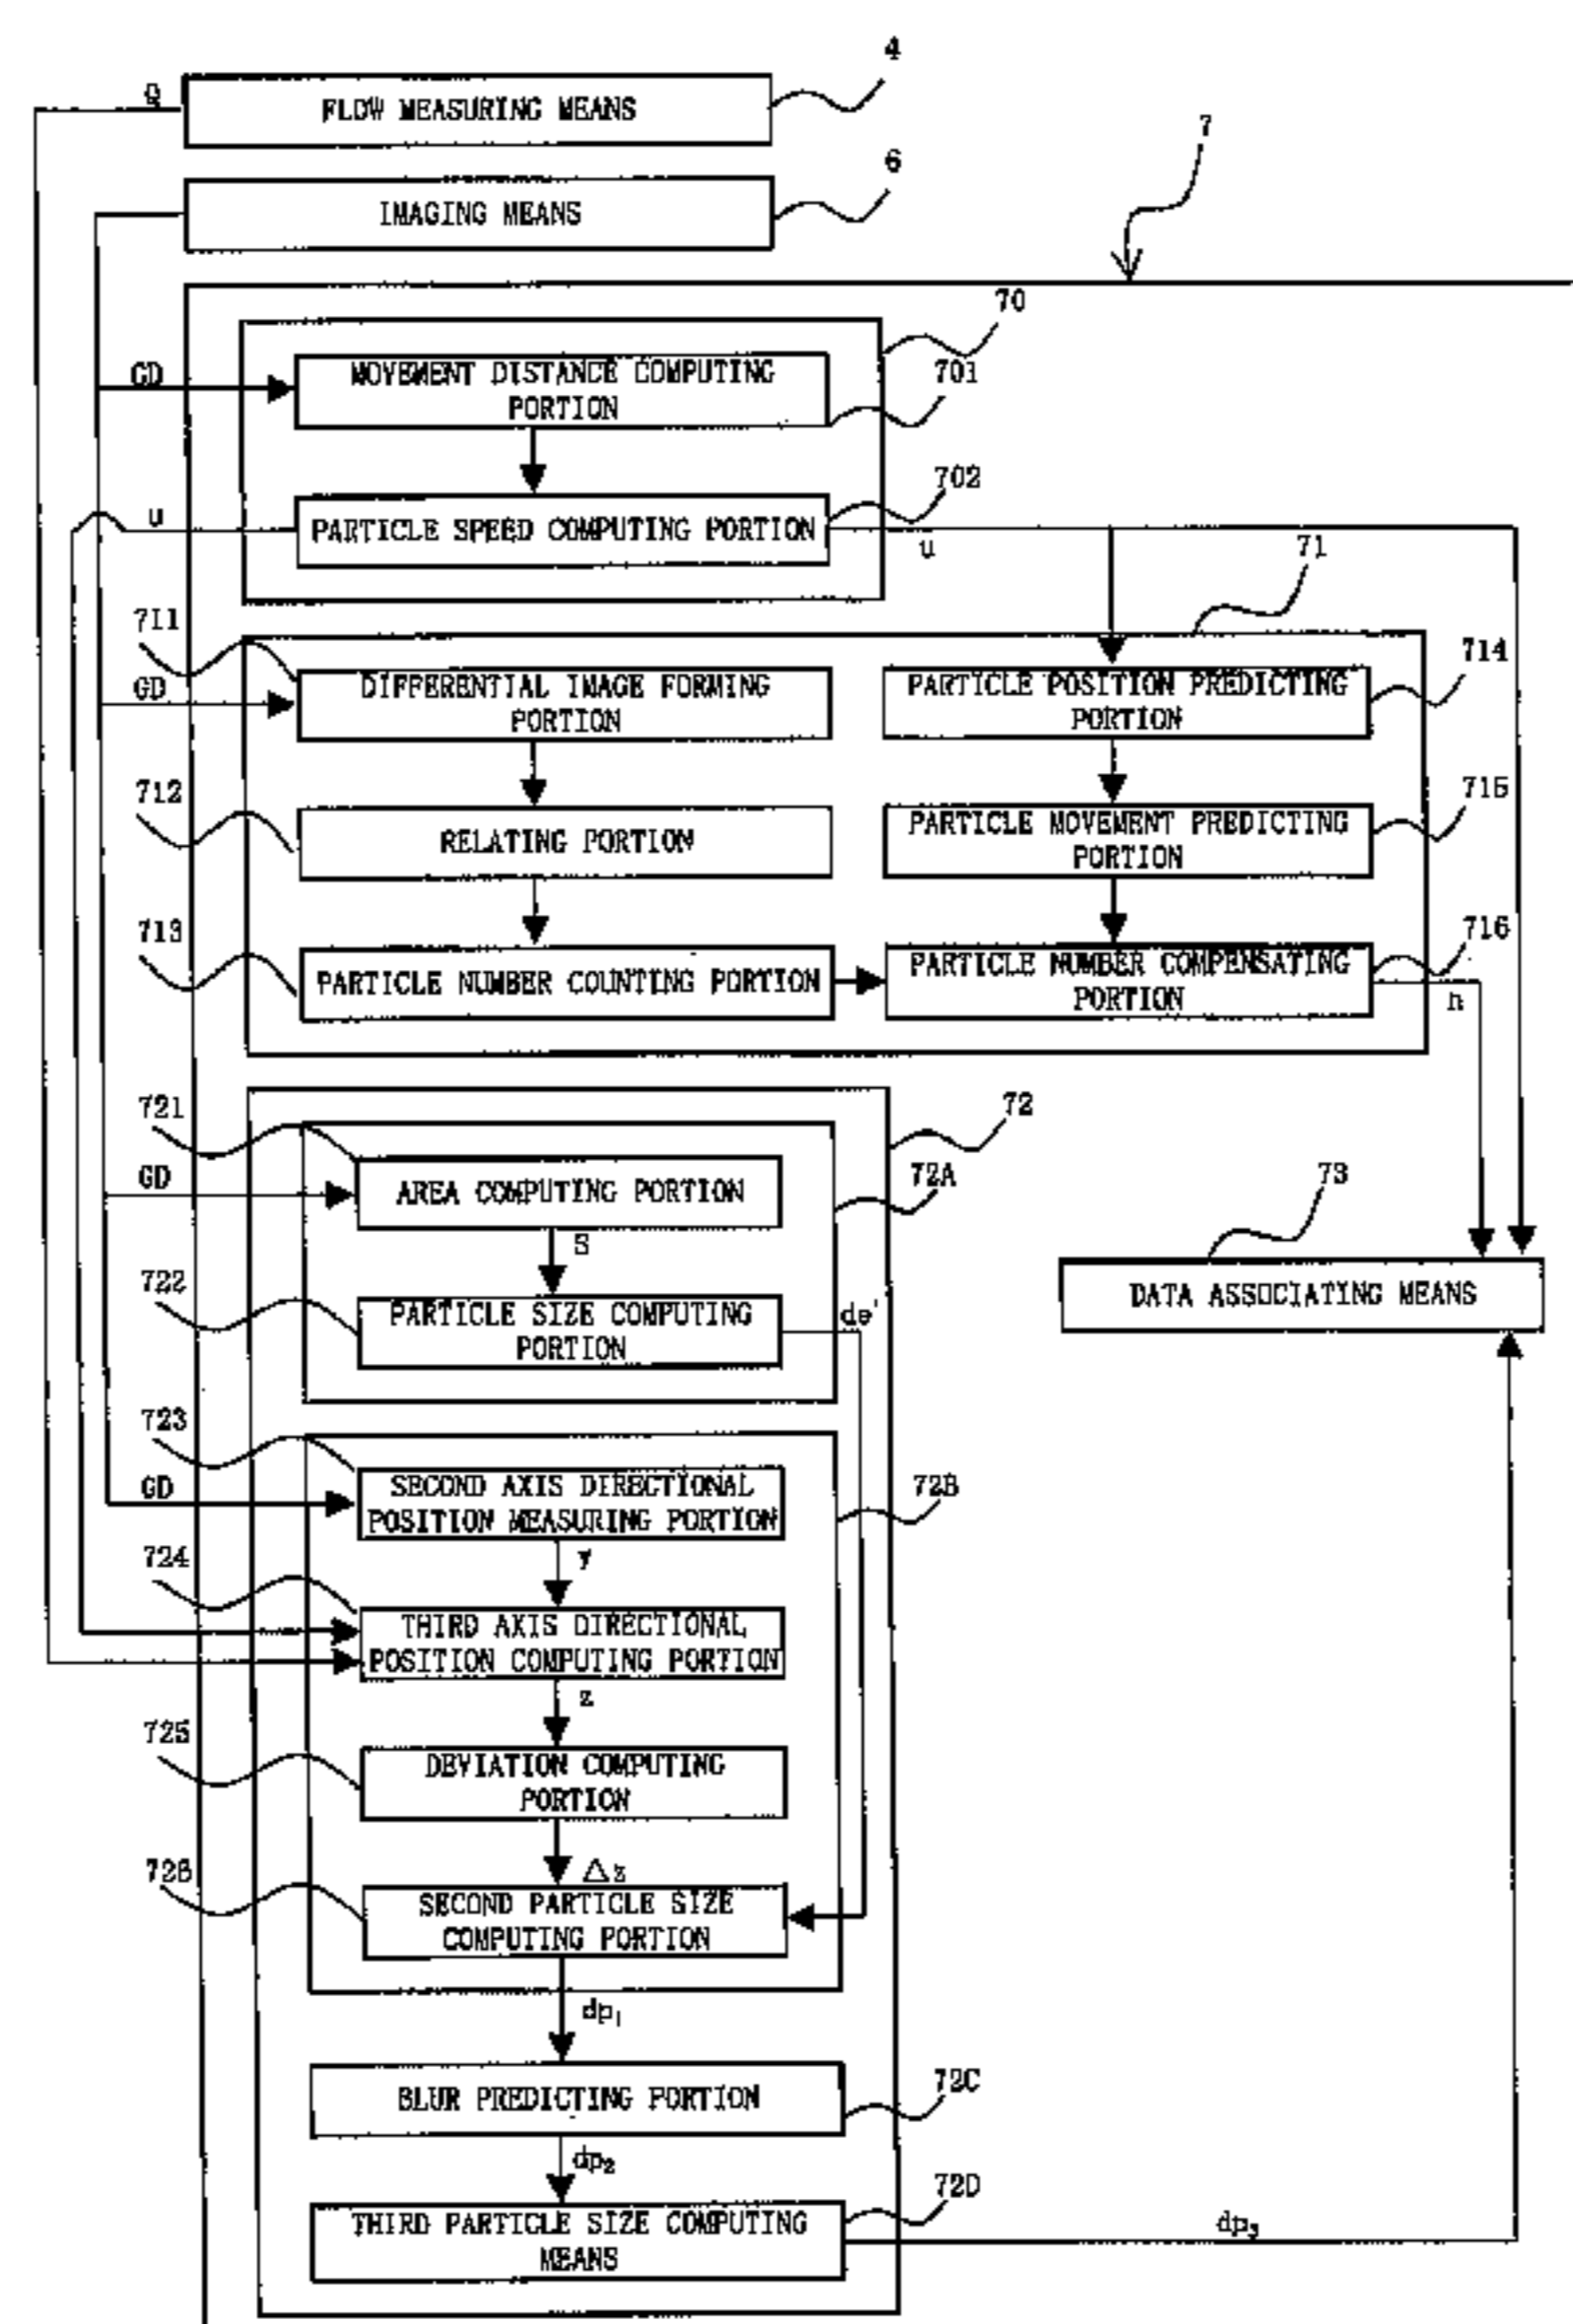 4
Q
FLOW MEASURING MEANS
7
6
IMAGING MEANS
70
GD
MOVEMENT DISTANCE COMPUTING
PORTION
701
702
u
PARTICLE SPEED COMPUTING PORTION
u
71
711
714
GD
DIFFERENTIAL IMAGE FORMING
PORTION
PARTICLE POSITION PREDICTING
PORTION
712
715
RELATING PORTION
PARTICLE MOVEMENT PREDICTING
PORTION
713
716
PARTICLE NUMBER COUNTING PORTION
PARTICLE NUMBER COMPENSATING
PORTION
n
721
72
GD
AREA COMPUTING PORTION
72A
73
S
722
PARTICLE SIZE COMPUTING
PORTION
de'
DATA ASSOCIATING MEANS
723
GD
SECOND AXIS DIRECTIONAL
POSITION MEASURING PORTION
72B
724
y
THIRD AXIS DIRECTIONAL
POSITION COMPUTING PORTION
z
725
DEVIATION COMPUTING
PORTION
726
△z
SECOND PARTICLE SIZE
COMPUTING PORTION
dp₁
72C
BLUR PREDICTING PORTION
dp₂
72D
THIRD PARTICLE SIZE COMPUTING
MEANS
dp₃